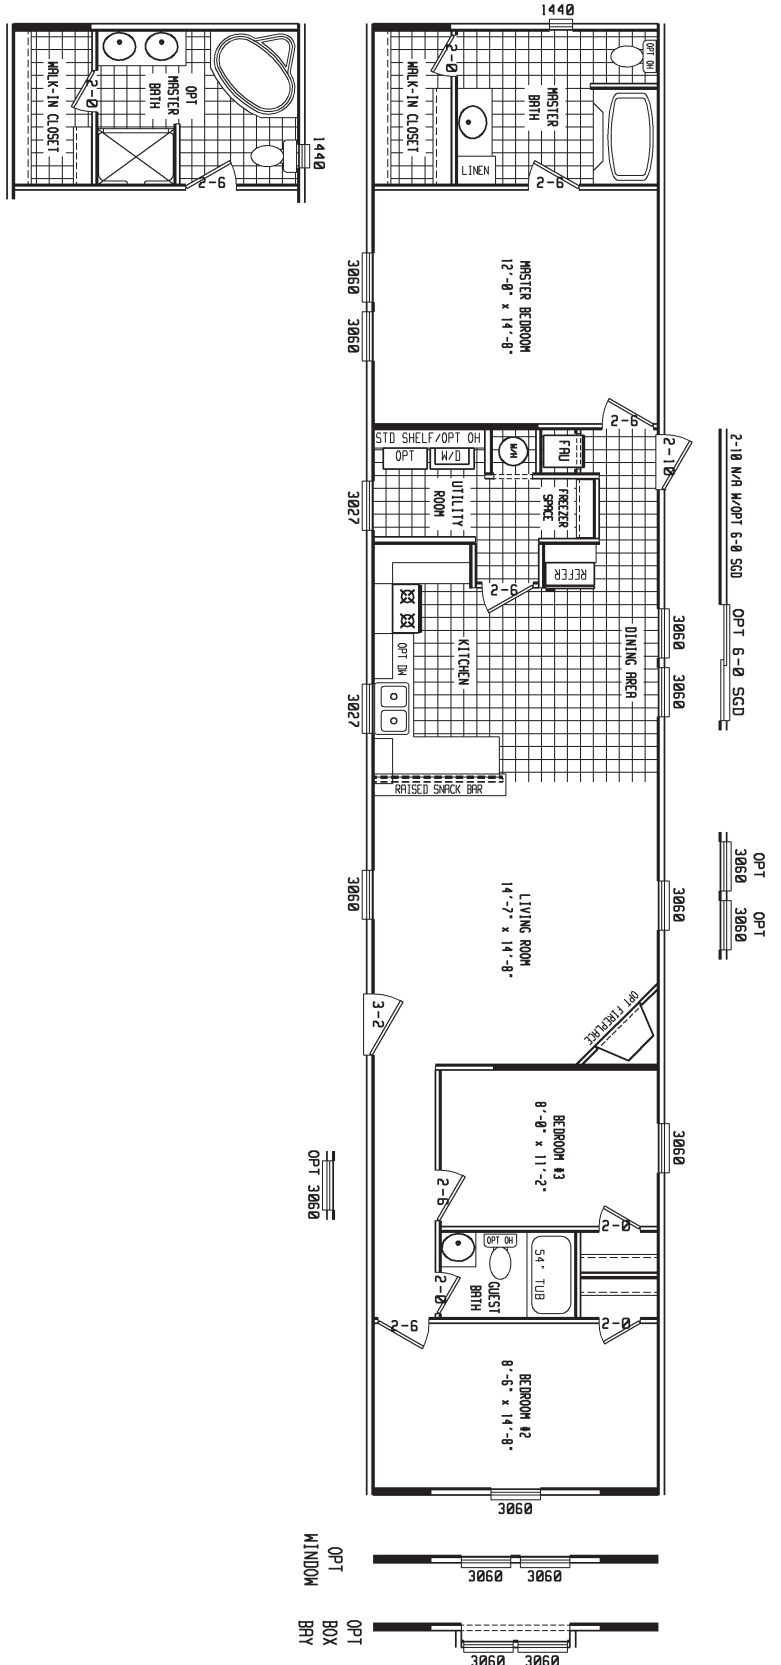 1440
2-0
OPT OH
WALK-IN CLOSET
MASTER
BATH
LINEN
2-6
OPT
MASTER
BATH
2-0
WALK-IN CLOSET
1440
2-6
3060
3060
MASTER BEDROOM
12'-0" x 14'-8"
2-6
2-10
STD SHELF/OPT OH
OPT
W/D
W/H
FAU
UTILITY
ROOM
FREEZER
SPACE
3027
REFER
2-6
2-10 N/A W/OPT 6-0 SGD
OPT 6-0 SGD
3060
3060
DINING AREA
KITCHEN
OPT DW
3027
RAISED SNACK BAR
OPT
3060
OPT
3060
3060
3060
LIVING ROOM
14'-7" x 14'-8"
OPT FIREPLACE
3-2
BEDROOM #3
8'-0" x 11'-2"
3060
2-6
2-0
OPT 3060
OPT OH
54" TUB
GUEST
BATH
2-0
2-6
2-0
BEDROOM #2
8'-6" x 14'-8"
3060
OPT
WINDOW
3060
3060
OPT
BOX
BAY
3060
3060